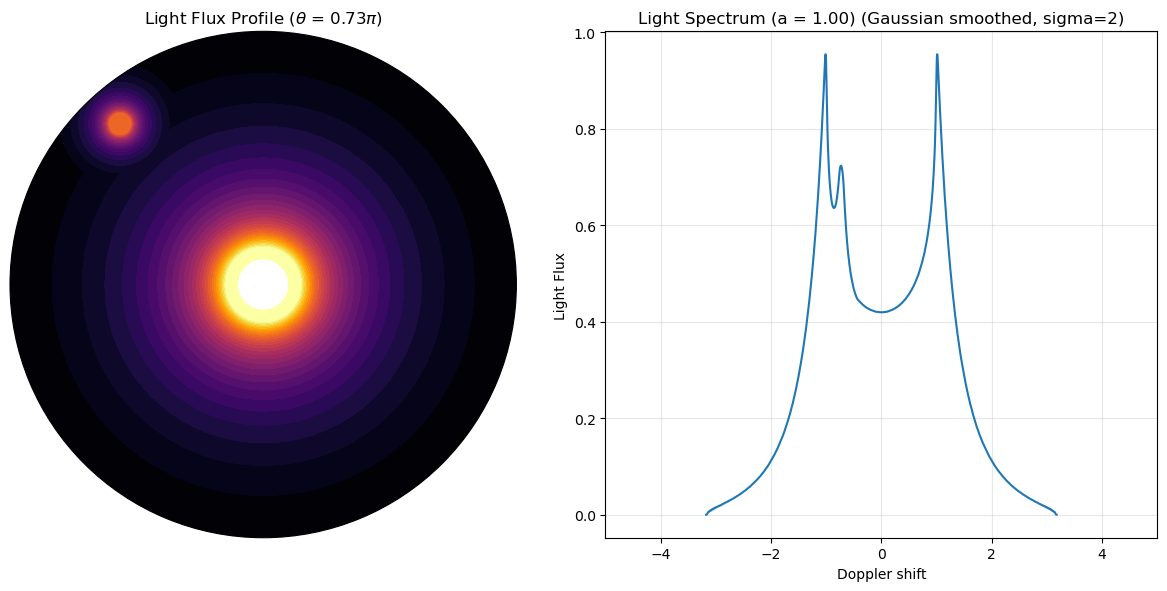 Light Flux Profile (θ = 0.73π)
Light Spectrum (a = 1.00) (Gaussian smoothed, sigma=2)
1.0
0.8
0.6
0.4
0.2
0.0
Light Flux
−4 −2 0 2 4
Doppler shift